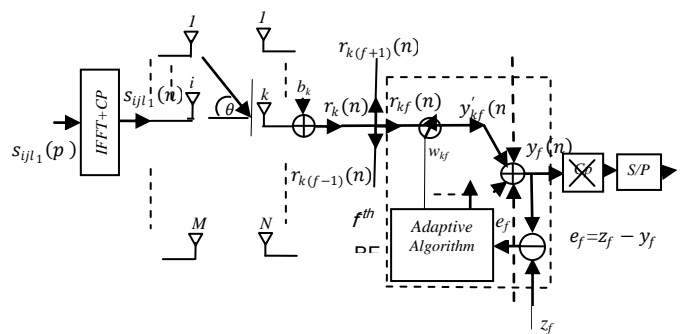 1
1
r_{k(f+1)}(n)
i
k
b_k
s_{ijl_1}(n)
θ
r_k(n)
r_{kf}(n)
y'_{kf}(n
y_f(n)
IFFT+CP
w_{kf}
Cp
S/P
s_{ijl_1}(p)
r_{k(f-1)}(n)
M
N
f^{th}
Adaptive
Algorithm
e_f
e_f=z_f − y_f
z_f